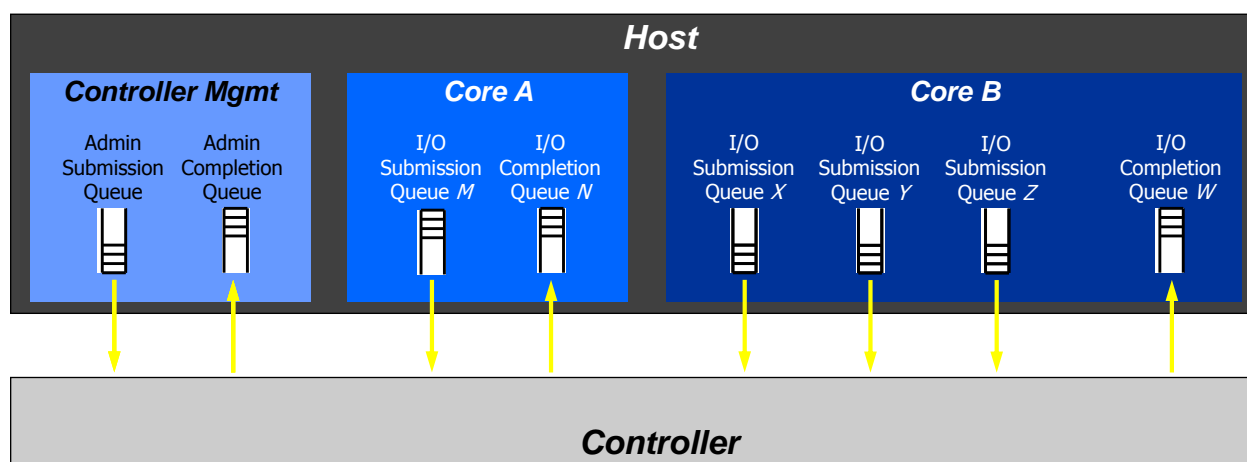 Host
Controller Mgmt
Admin
Submission
Queue
Admin
Completion
Queue
Core A
I/O
Submission
Queue M
I/O
Completion
Queue N
Core B
I/O
Submission
Queue X
I/O
Submission
Queue Y
I/O
Submission
Queue Z
I/O
Completion
Queue W
Controller